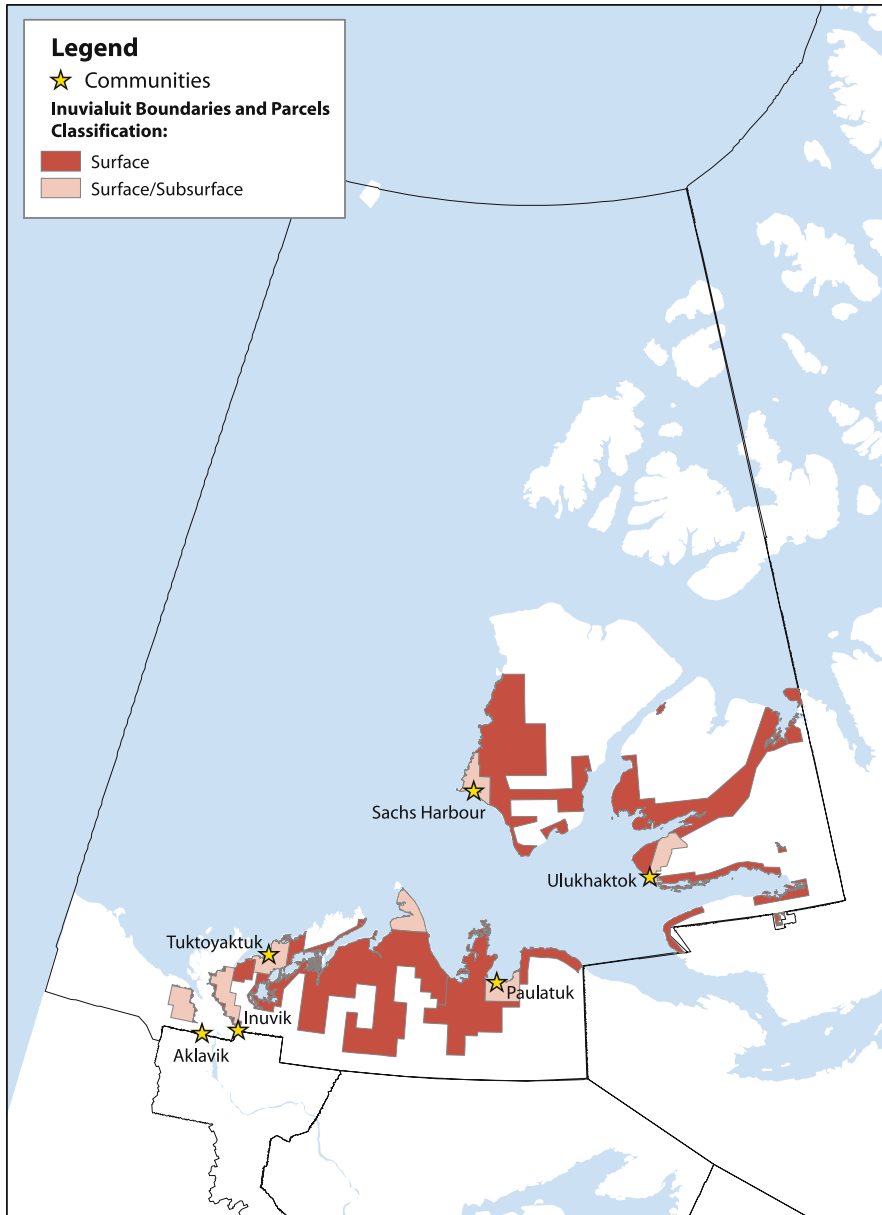 Legend
Communities
Inuvialuit Boundaries and Parcels
Classification:
Surface
Surface/Subsurface
Sachs Harbour
Ulukhaktok
Tuktoyaktuk
Paulatuk
Inuvik
Aklavik